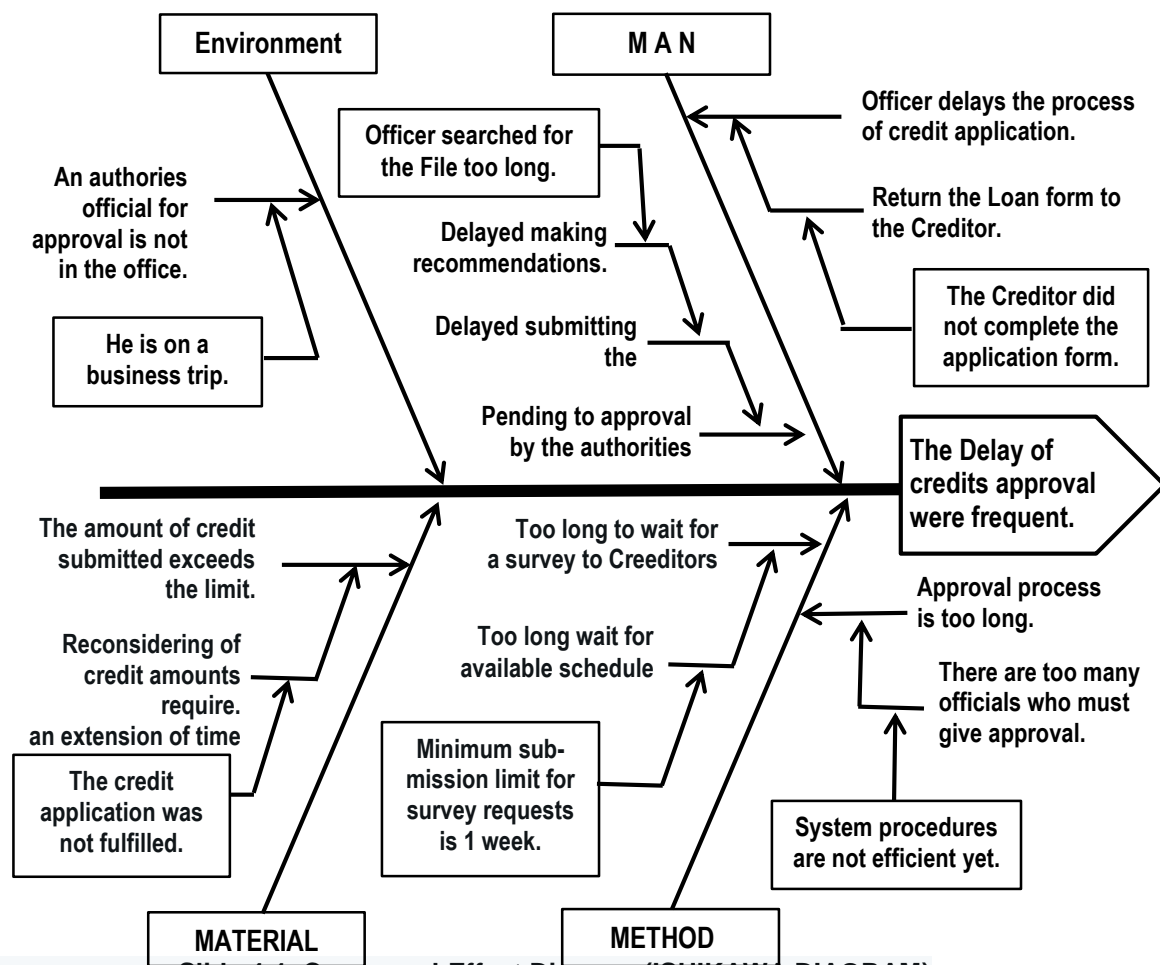 Environment
M A N
Officer searched for
the File too long.
Officer delays the process
of credit application.
An authories
official for
approval is not
in the office.
Return the Loan form to
the Creditor.
Delayed making
recommendations.
The Creditor did
not complete the
application form.
He is on a
business trip.
Delayed submitting
the
Pending to approval
by the authorities
The Delay of
credits approval
were frequent.
The amount of credit
submitted exceeds
the limit.
Too long to wait for
a survey to Creeditors
Approval process
is too long.
Reconsidering of
credit amounts
require.
an extension of time
Too long wait for
available schedule
There are too many
officials who must
give approval.
The credit
application was
not fulfilled.
Minimum sub-
mission limit for
survey requests
is 1 week.
System procedures
are not efficient yet.
MATERIAL
METHOD
(ISHIKAWA DIAGRAM)